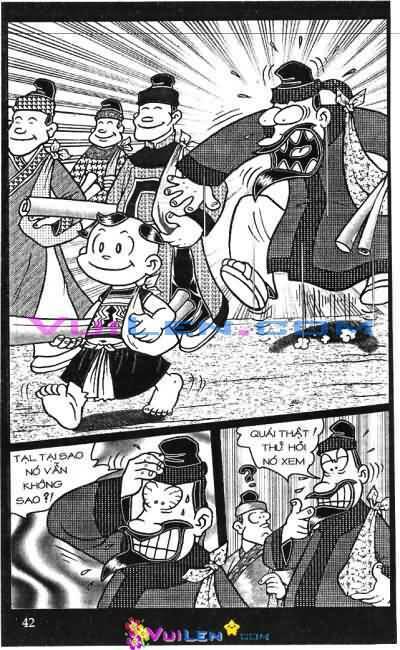 VuiLen.com
TẠI, TẠI SAO
NÓ VẪN
KHÔNG
SAO ?!
QUÁI THẬT !
THỬ HỎI
NÓ XEM
?
42
VuiLen.com